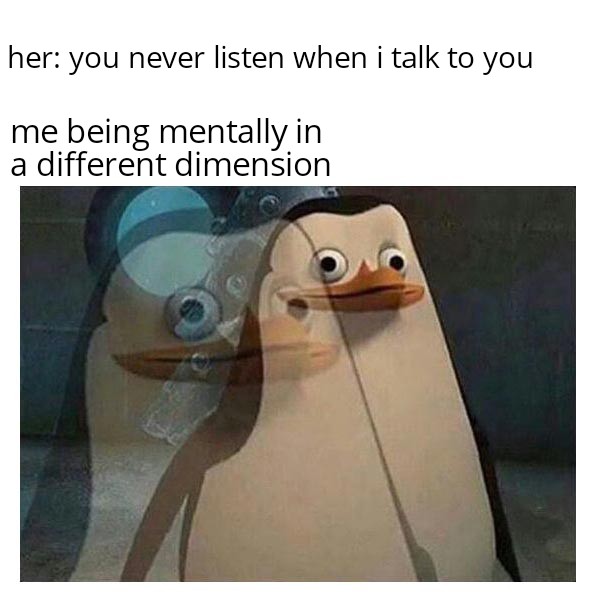 her: you never listen when i talk to you
me being mentally in
a different dimension